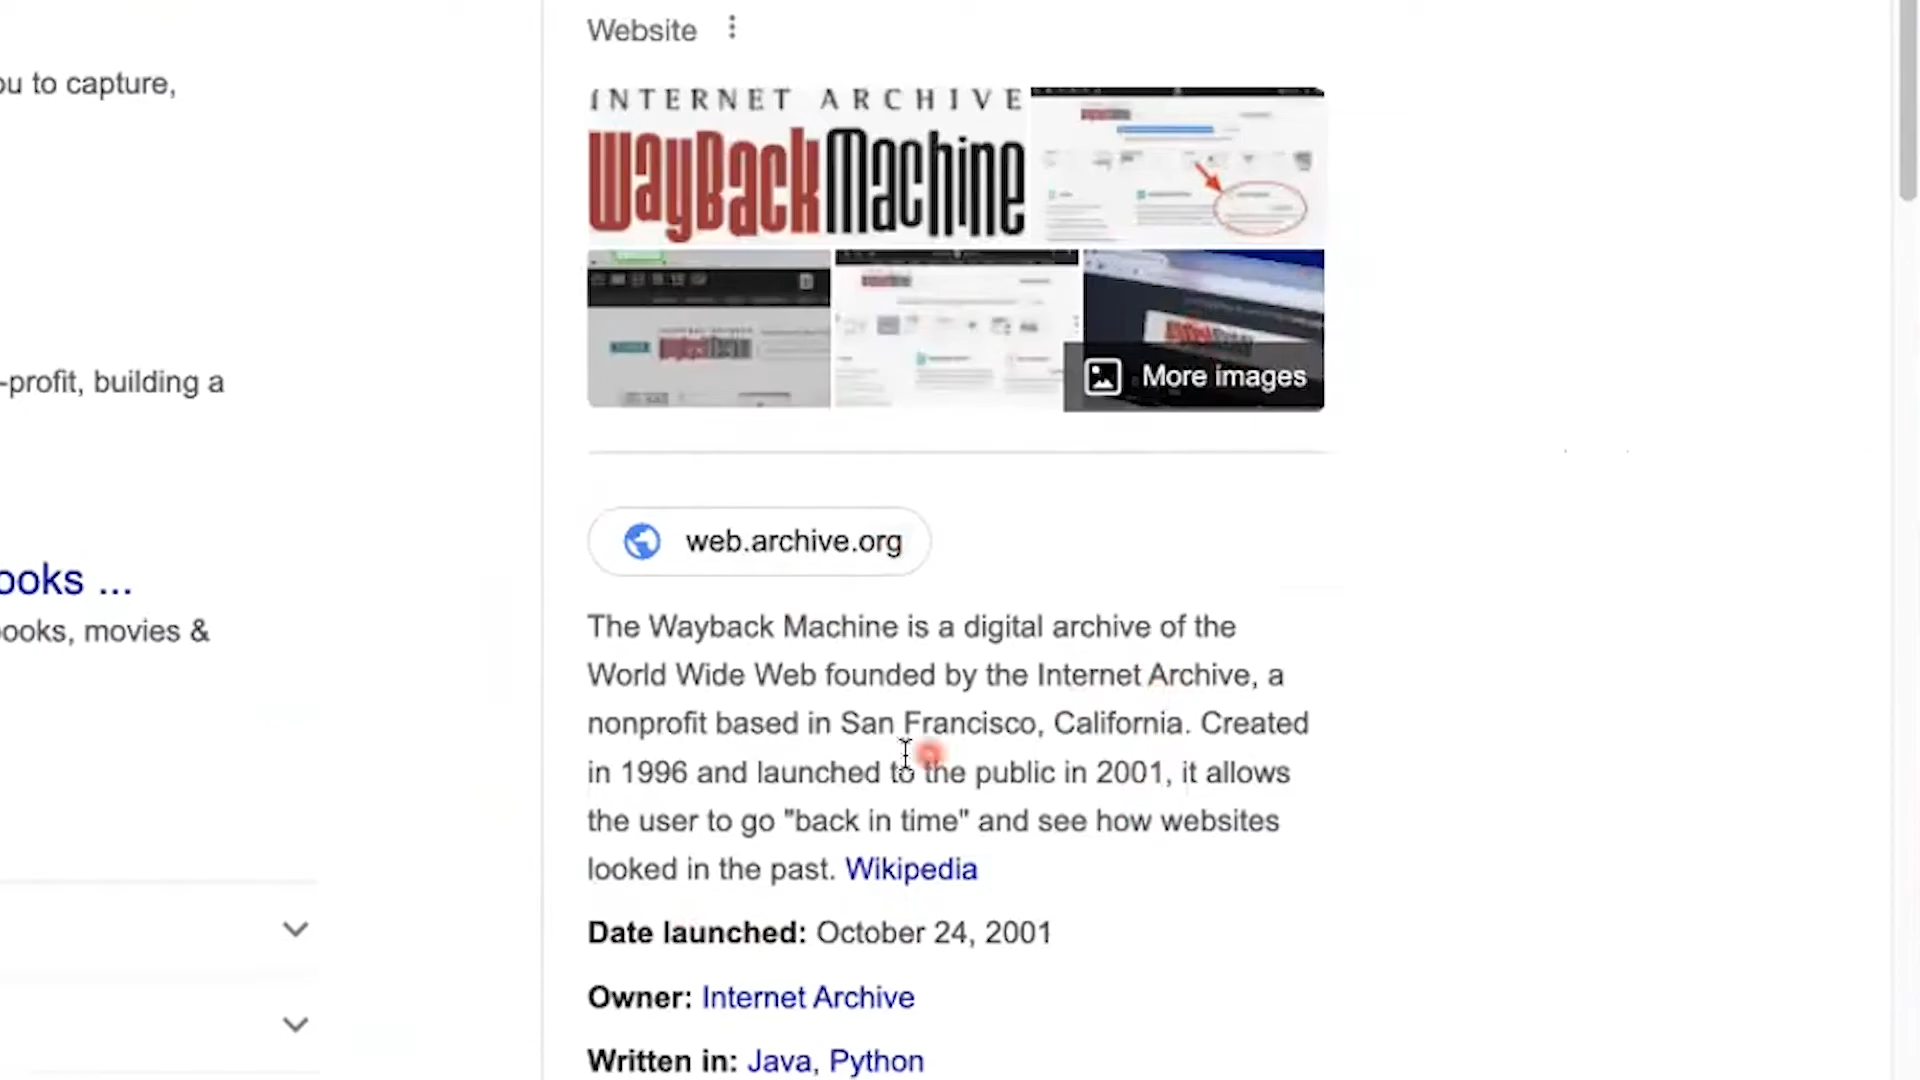 Website
ou to capture,
INTERNET ARCHIVE
WayBackMachine
-profit, building a
More images
web.archive.org
ooks ...
ooks, movies &
The Wayback Machine is a digital archive of the
World Wide Web founded by the Internet Archive, a
nonprofit based in San Francisco, California. Created
in 1996 and launched to the public in 2001, it allows
the user to go "back in time" and see how websites
looked in the past. Wikipedia
Date launched: October 24, 2001
Owner: Internet Archive
Written in: Java, Python